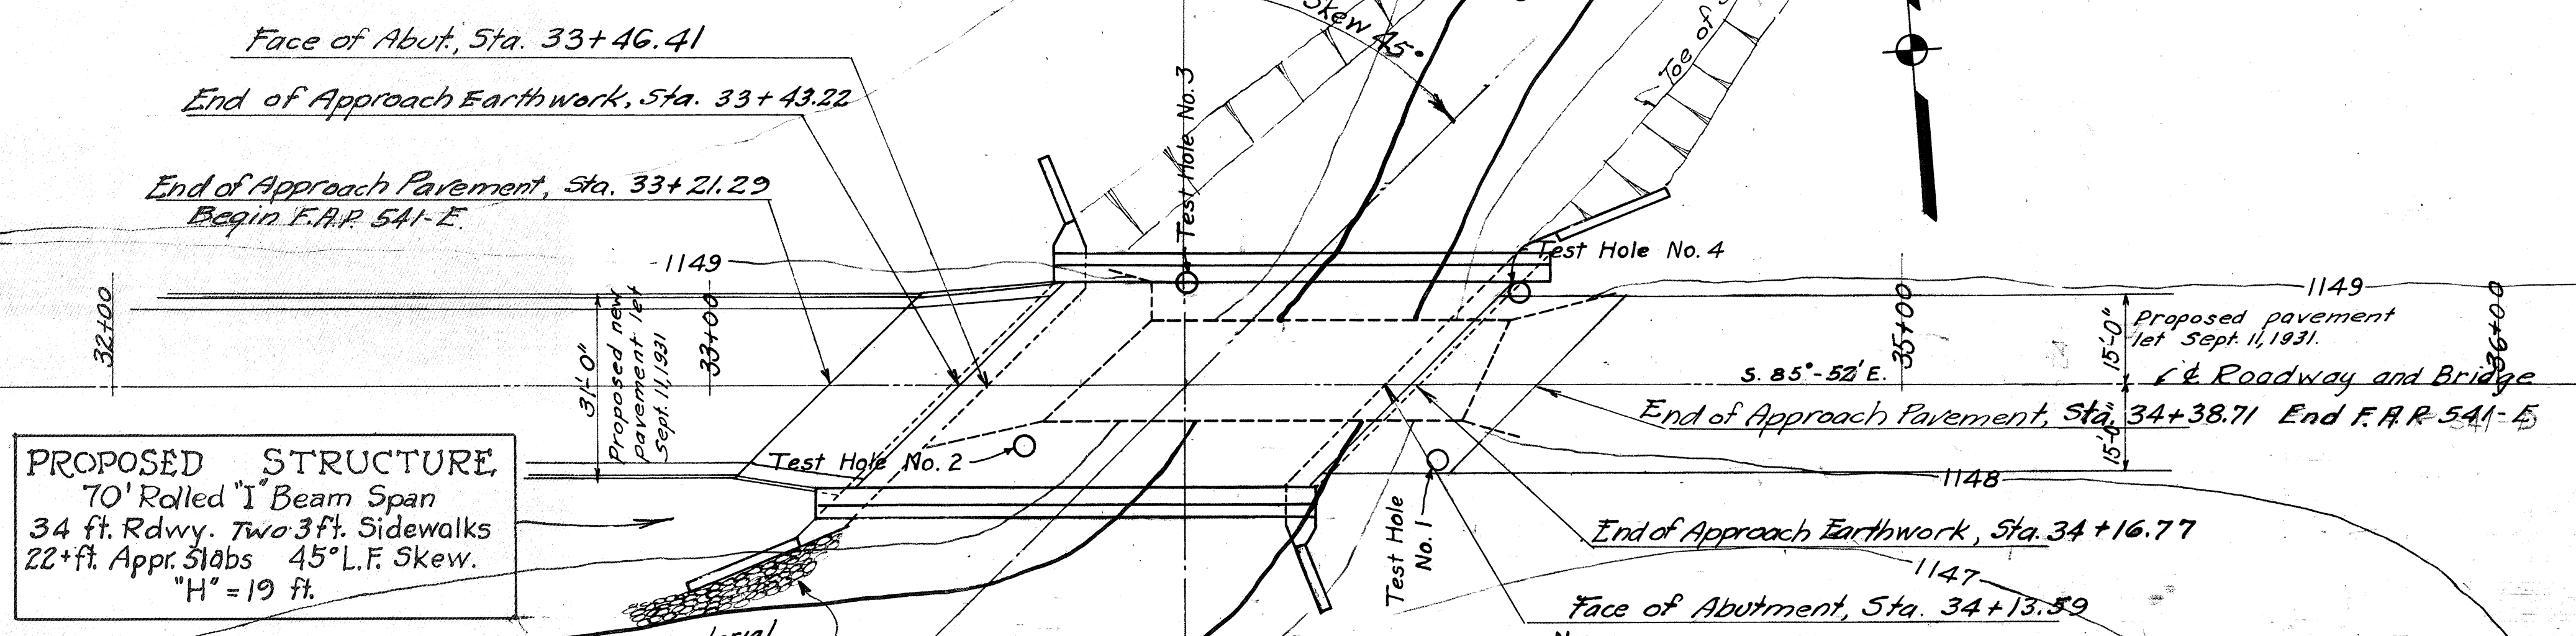 Face of Abut., Sta. 33+46.41
End of Approach Earthwork, Sta. 33+43.22
End of Approach Pavement, Sta. 33+21.29
Begin F.A.P. 541-E.
Skew 45°
Toe of
Test Hole No.3
Test Hole No. 4
1149
1149
32+00
31'-0"
Proposed new
pavement let
Sept. 11, 1931
33+00
35+00
36+00
15'-0"
Proposed pavement
let Sept. 11, 1931.
S. 85°-52' E.
℄ Roadway and Bridge
End of Approach Pavement, Sta. 34+38.71 End F.A.P. 541-E
15'-0"
Test Hole No. 2
Test Hole
No. 1
1148
PROPOSED STRUCTURE
70' Rolled "I" Beam Span
34 ft. Rdwy. Two 3 ft. Sidewalks
22+ft. Appr. Slabs 45° L.F. Skew.
"H" = 19 ft.
End of Approach Earthwork, Sta. 34+16.77
1147
Face of Abutment, Sta. 34+13.59